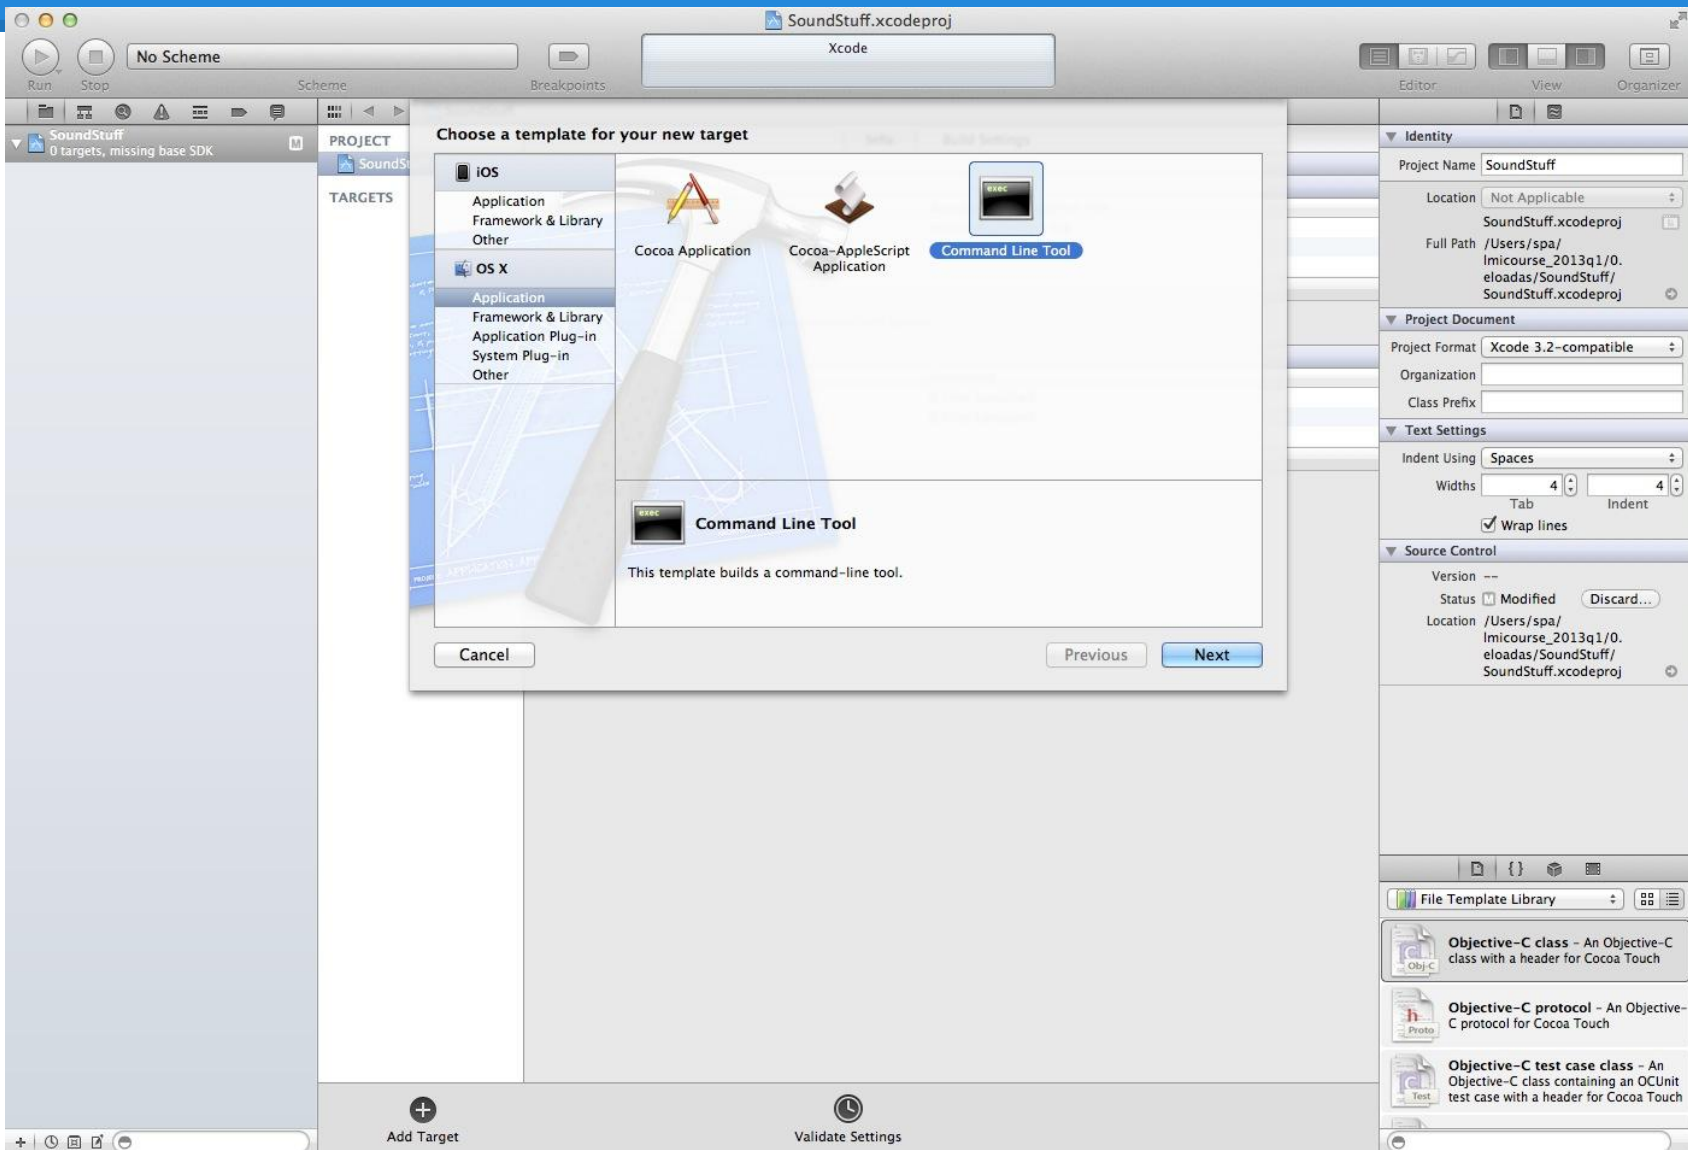 SoundStuff.xcodeproj
No Scheme
Xcode
Run
Stop
Scheme
Breakpoints
Editor
View
Organizer
SoundStuff
0 targets, missing base SDK
M
PROJECT
SoundSt
TARGETS
Choose a template for your new target
iOS
Application
Framework & Library
Other
OS X
Application
Framework & Library
Application Plug-in
System Plug-in
Other
exec
Cocoa Application
Cocoa-AppleScript
Application
Command Line Tool
exec
Command Line Tool
This template builds a command-line tool.
Cancel
Previous
Next
Add Target
Validate Settings
Identity
Project Name SoundStuff
Location Not Applicable
SoundStuff.xcodeproj
Full Path /Users/spa/
lmicourse_2013q1/0.
eloadas/SoundStuff/
SoundStuff.xcodeproj
Project Document
Project Format Xcode 3.2-compatible
Organization
Class Prefix
Text Settings
Indent Using Spaces
Widths 4 4
Tab Indent
Wrap lines
Source Control
Version --
Status M Modified Discard...
Location /Users/spa/
lmicourse_2013q1/0.
eloadas/SoundStuff/
SoundStuff.xcodeproj
{}
File Template Library
Obj-C
Objective-C class - An Objective-C
class with a header for Cocoa Touch
h
Proto
Objective-C protocol - An Objective-
C protocol for Cocoa Touch
C
Test
Objective-C test case class - An
Objective-C class containing an OCUnit
test case with a header for Cocoa Touch